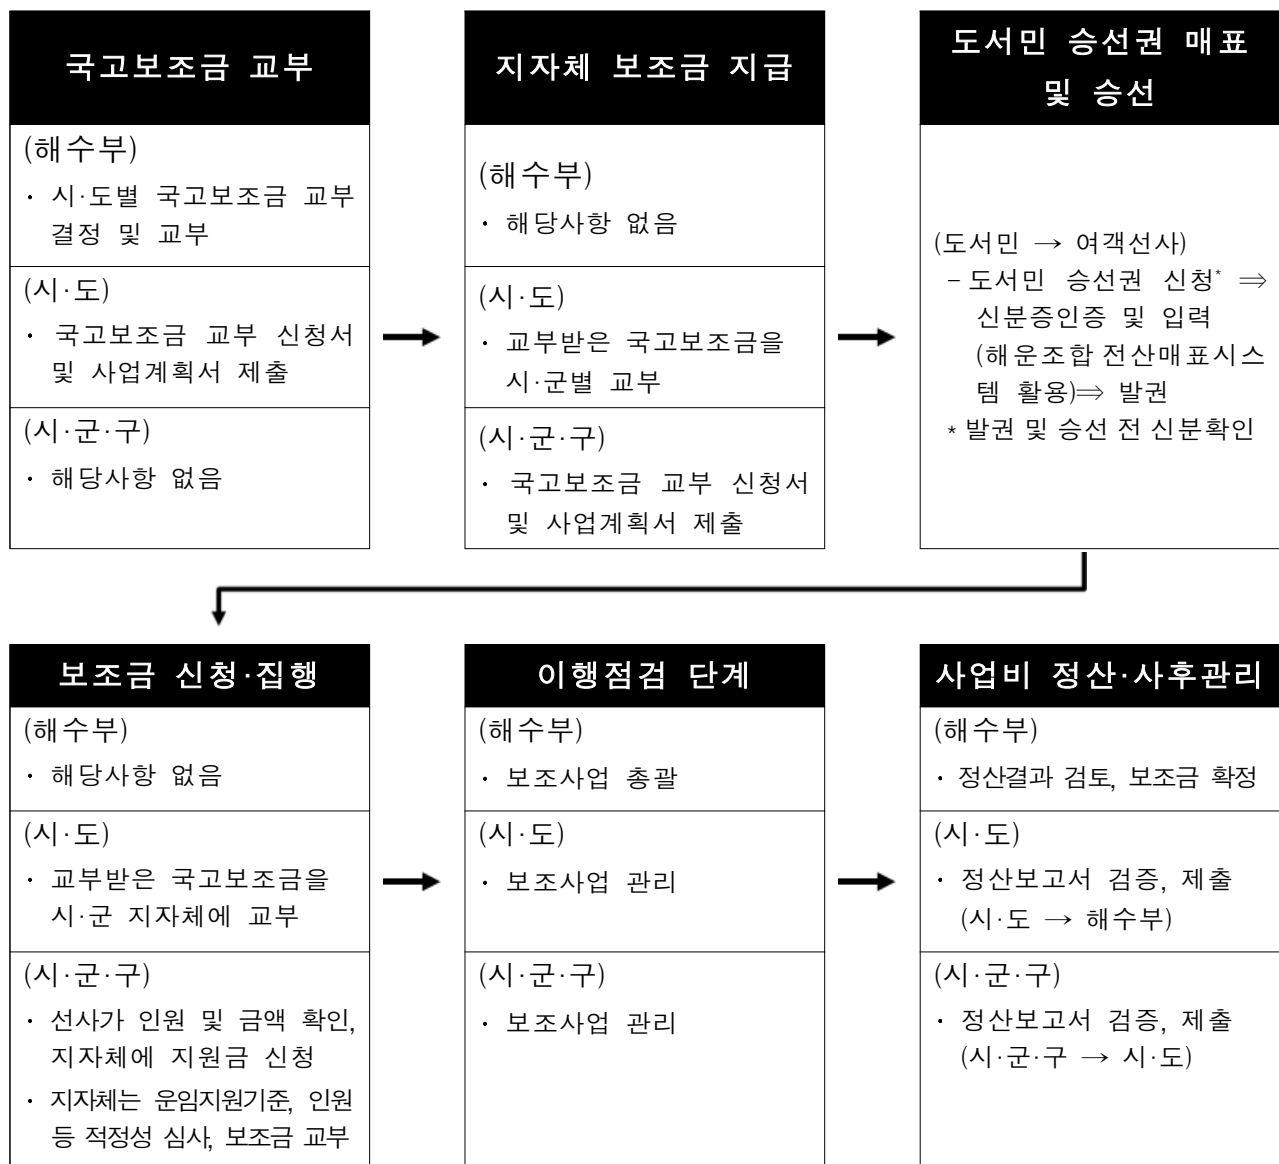 국고보조금 교부
(해수부)
· 시·도별 국고보조금 교부
결정 및 교부
(시·도)
· 국고보조금 교부 신청서
및 사업계획서 제출
(시·군·구)
· 해당사항 없음
지자체 보조금 지급
(해수부)
· 해당사항 없음
(시·도)
· 교부받은 국고보조금을
시·군별 교부
(시·군·구)
· 국고보조금 교부 신청서
및 사업계획서 제출
도서민 승선권 매표
및 승선
(도서민 → 여객선사)
- 도서민 승선권 신청* ⇒
신분증인증 및 입력
(해운조합 전산매표시스
템 활용)⇒ 발권
* 발권 및 승선 전 신분확인
보조금 신청·집행
(해수부)
· 해당사항 없음
(시·도)
· 교부받은 국고보조금을
시·군 지자체에 교부
(시·군·구)
· 선사가 인원 및 금액 확인,
지자체에 지원금 신청
· 지자체는 운임지원기준, 인원
등 적정성 심사, 보조금 교부
이행점검 단계
(해수부)
· 보조사업 총괄
(시·도)
· 보조사업 관리
(시·군·구)
· 보조사업 관리
사업비 정산·사후관리
(해수부)
· 정산결과 검토, 보조금 확정
(시·도)
· 정산보고서 검증, 제출
(시·도 → 해수부)
(시·군·구)
· 정산보고서 검증, 제출
(시·군·구 → 시·도)